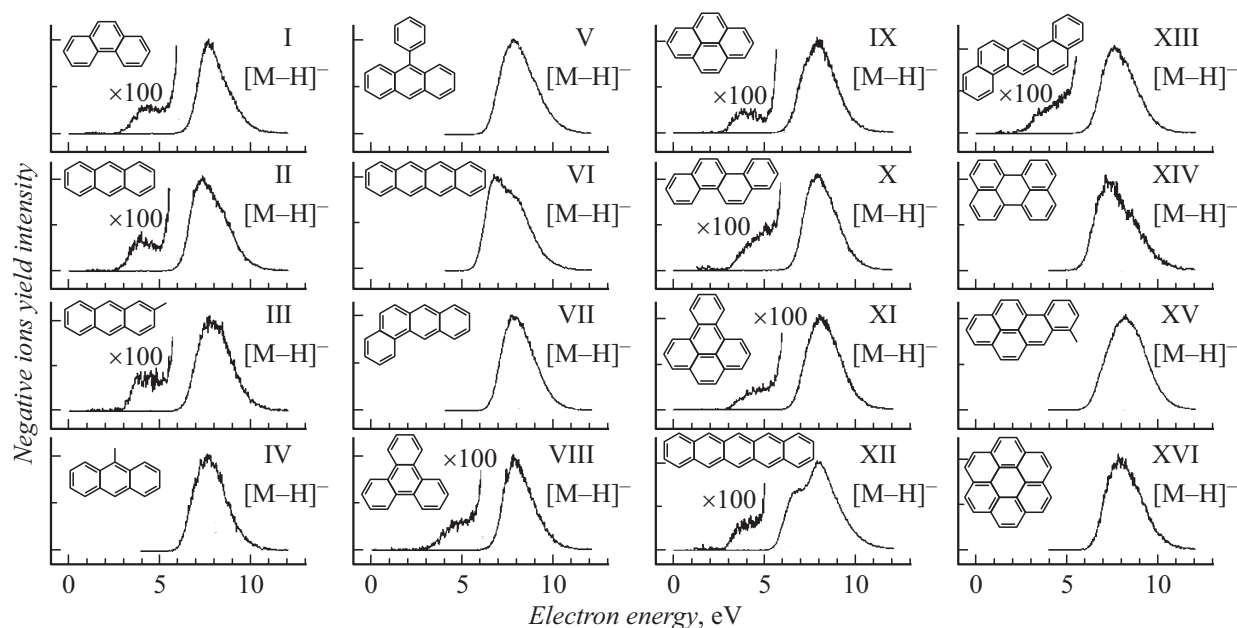 Negative ions yield intensity
I
[M–H]⁻
×100
V
[M–H]⁻
IX
[M–H]⁻
×100
XIII
[M–H]⁻
×100
II
[M–H]⁻
×100
VI
[M–H]⁻
X
[M–H]⁻
×100
XIV
[M–H]⁻
III
[M–H]⁻
×100
VII
[M–H]⁻
XI
×100
[M–H]⁻
XV
[M–H]⁻
IV
[M–H]⁻
VIII
×100
[M–H]⁻
XII
[M–H]⁻
×100
XVI
[M–H]⁻
0 5 10 0 5 10 0 5 10 0 5 10
Electron energy, eV